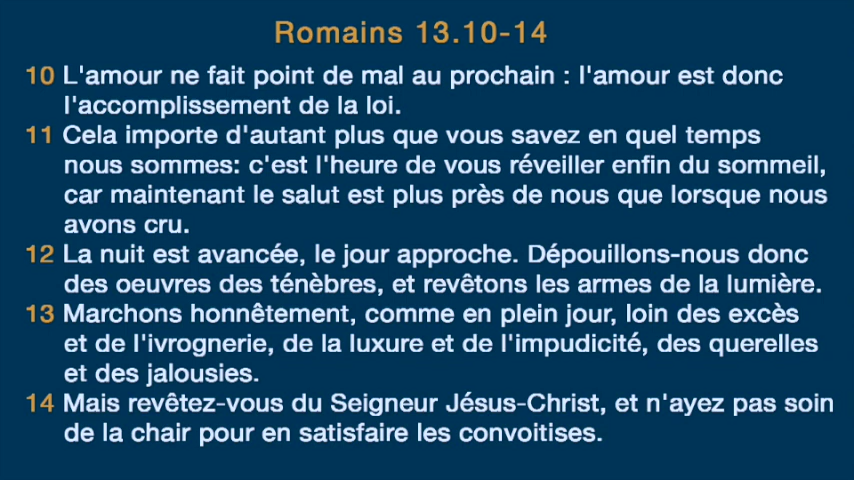 Romains 13.10-14
10 L'amour ne fait point de mal au prochain : l'amour est donc
l'accomplissement de la loi.
11 Cela importe d'autant plus que vous savez en quel temps
nous sommes: c'est l'heure de vous réveiller enfin du sommeil,
car maintenant le salut est plus près de nous que lorsque nous
avons cru.
12 La nuit est avancée, le jour approche. Dépouillons-nous donc
des oeuvres des ténèbres, et revêtons les armes de la lumière.
13 Marchons honnêtement, comme en plein jour, loin des excès
et de l'ivrognerie, de la luxure et de l'impudicité, des querelles
et des jalousies.
14 Mais revêtez-vous du Seigneur Jésus-Christ, et n'ayez pas soin
de la chair pour en satisfaire les convoitises.